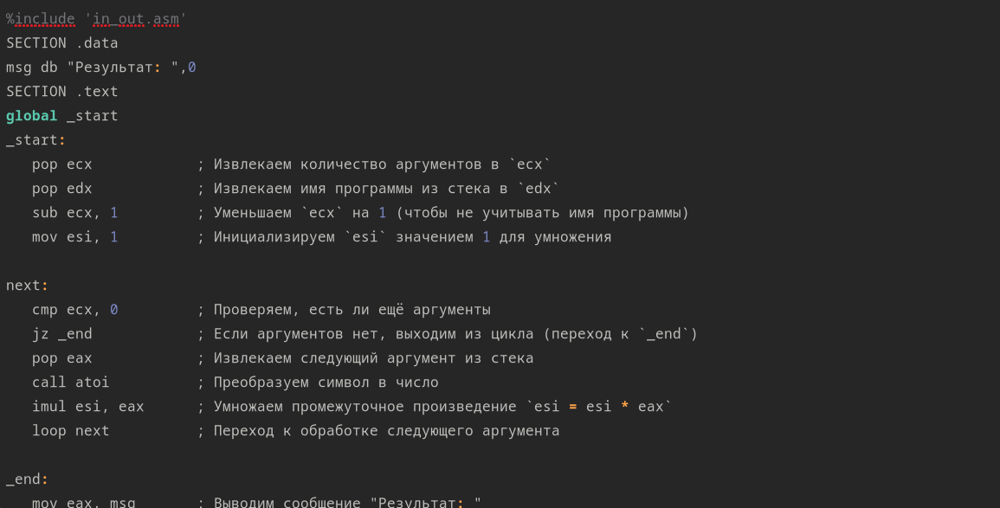 %include 'in_out.asm'
SECTION .data
msg db "Результат: ",0
SECTION .text
global _start
_start:
pop ecx ; Извлекаем количество аргументов в `ecx`
pop edx ; Извлекаем имя программы из стека в `edx`
sub ecx, 1 ; Уменьшаем `ecx` на 1 (чтобы не учитывать имя программы)
mov esi, 1 ; Инициализируем `esi` значением 1 для умножения
next:
cmp ecx, 0 ; Проверяем, есть ли ещё аргументы
jz _end ; Если аргументов нет, выходим из цикла (переход к `_end`)
pop eax ; Извлекаем следующий аргумент из стека
call atoi ; Преобразуем символ в число
imul esi, eax ; Умножаем промежуточное произведение `esi = esi * eax`
loop next ; Переход к обработке следующего аргумента
_end:
mov eax, msg ; Выводим сообщение "Результат: "